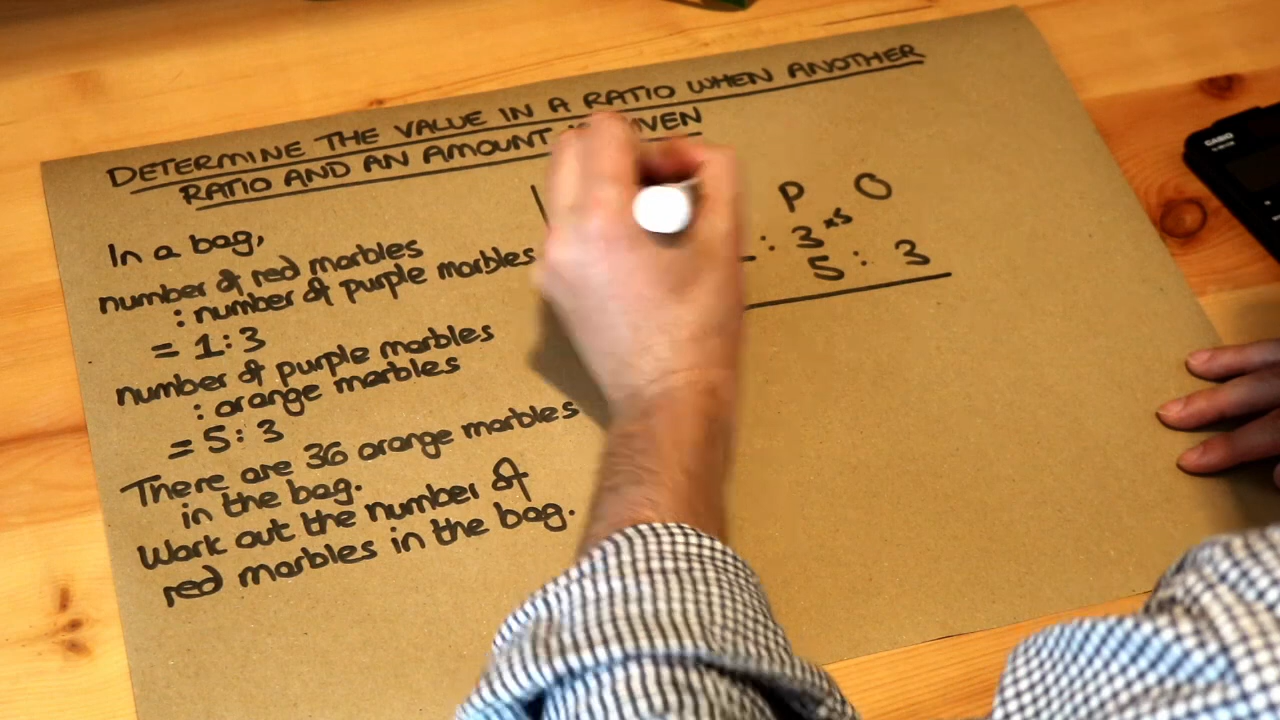 DETERMINE THE VALUE IN A RATIO WHEN ANOTHER
RATIO AND AN AMOUNT
In a bag,
number of red marbles
: number of purple marbles
= 1:3
number of purple marbles
: orange marbles
= 5:3
There are 36 orange marbles
in the bag.
Work out the number of
red marbles in the bag.
P O
: 3 ×5
5 : 3
CASIO